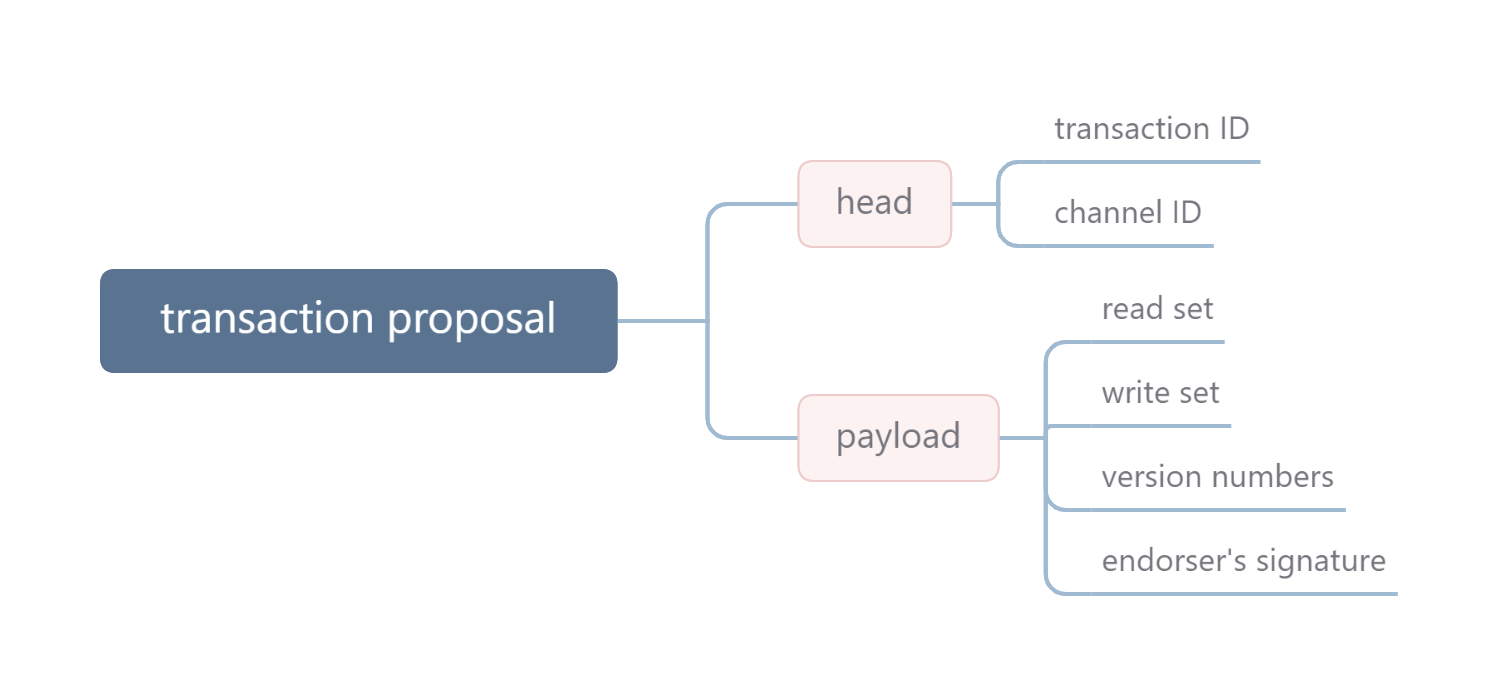 transaction proposal
head
transaction ID
channel ID
payload
read set
write set
version numbers
endorser's signature